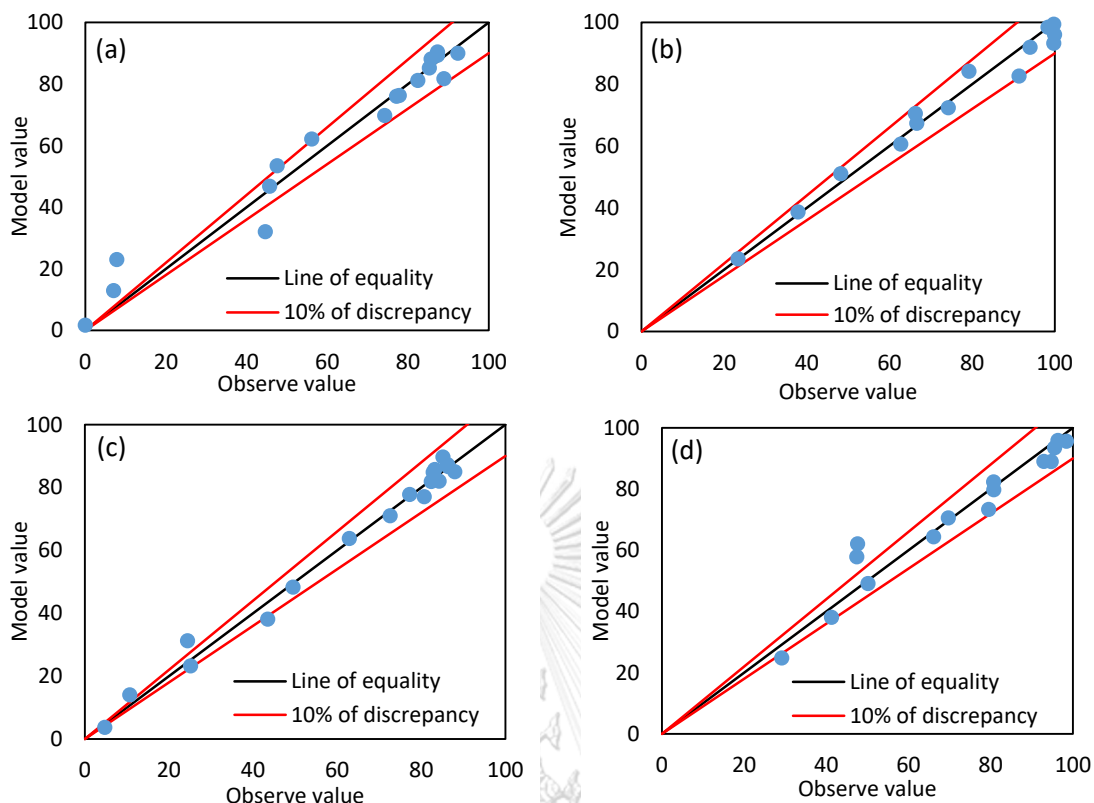 (a)
100
80
60
40
20
0
Model value
Line of equality
10% of discrepancy
0 20 40 60 80 100
Observe value
(b)
100
80
60
40
20
0
Model value
Line of equality
10% of discrepancy
0 20 40 60 80 100
Observe value
(c)
100
80
60
40
20
0
Model value
Line of equality
10% of discrepancy
0 20 40 60 80 100
Observe value
(d)
100
80
60
40
20
0
Model value
Line of equality
10% of discrepancy
0 20 40 60 80 100
Observe value